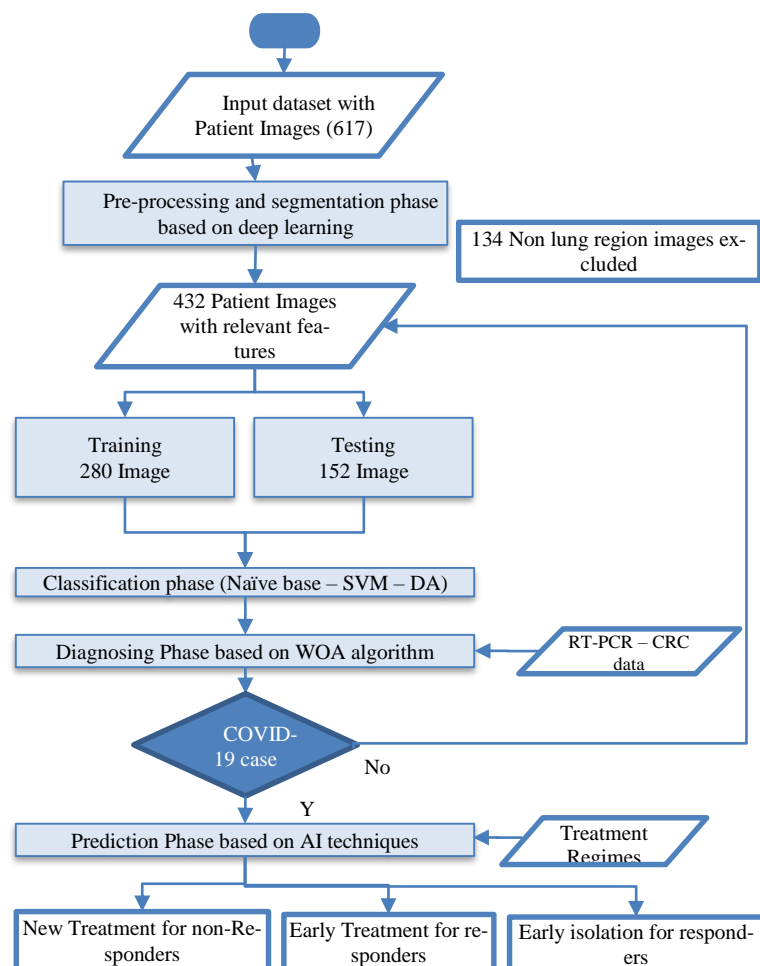 Input dataset with
Patient Images (617)
Pre-processing and segmentation phase
based on deep learning
134 Non lung region images ex-
cluded
432 Patient Images
with relevant fea-
tures
Training
280 Image
Testing
152 Image
Classification phase (Naïve base – SVM – DA)
Diagnosing Phase based on WOA algorithm
RT-PCR – CRC
data
COVID-
19 case
No
Y
Prediction Phase based on AI techniques
Treatment
Regimes
New Treatment for non-Re-
sponders
Early Treatment for re-
sponders
Early isolation for respond-
ers